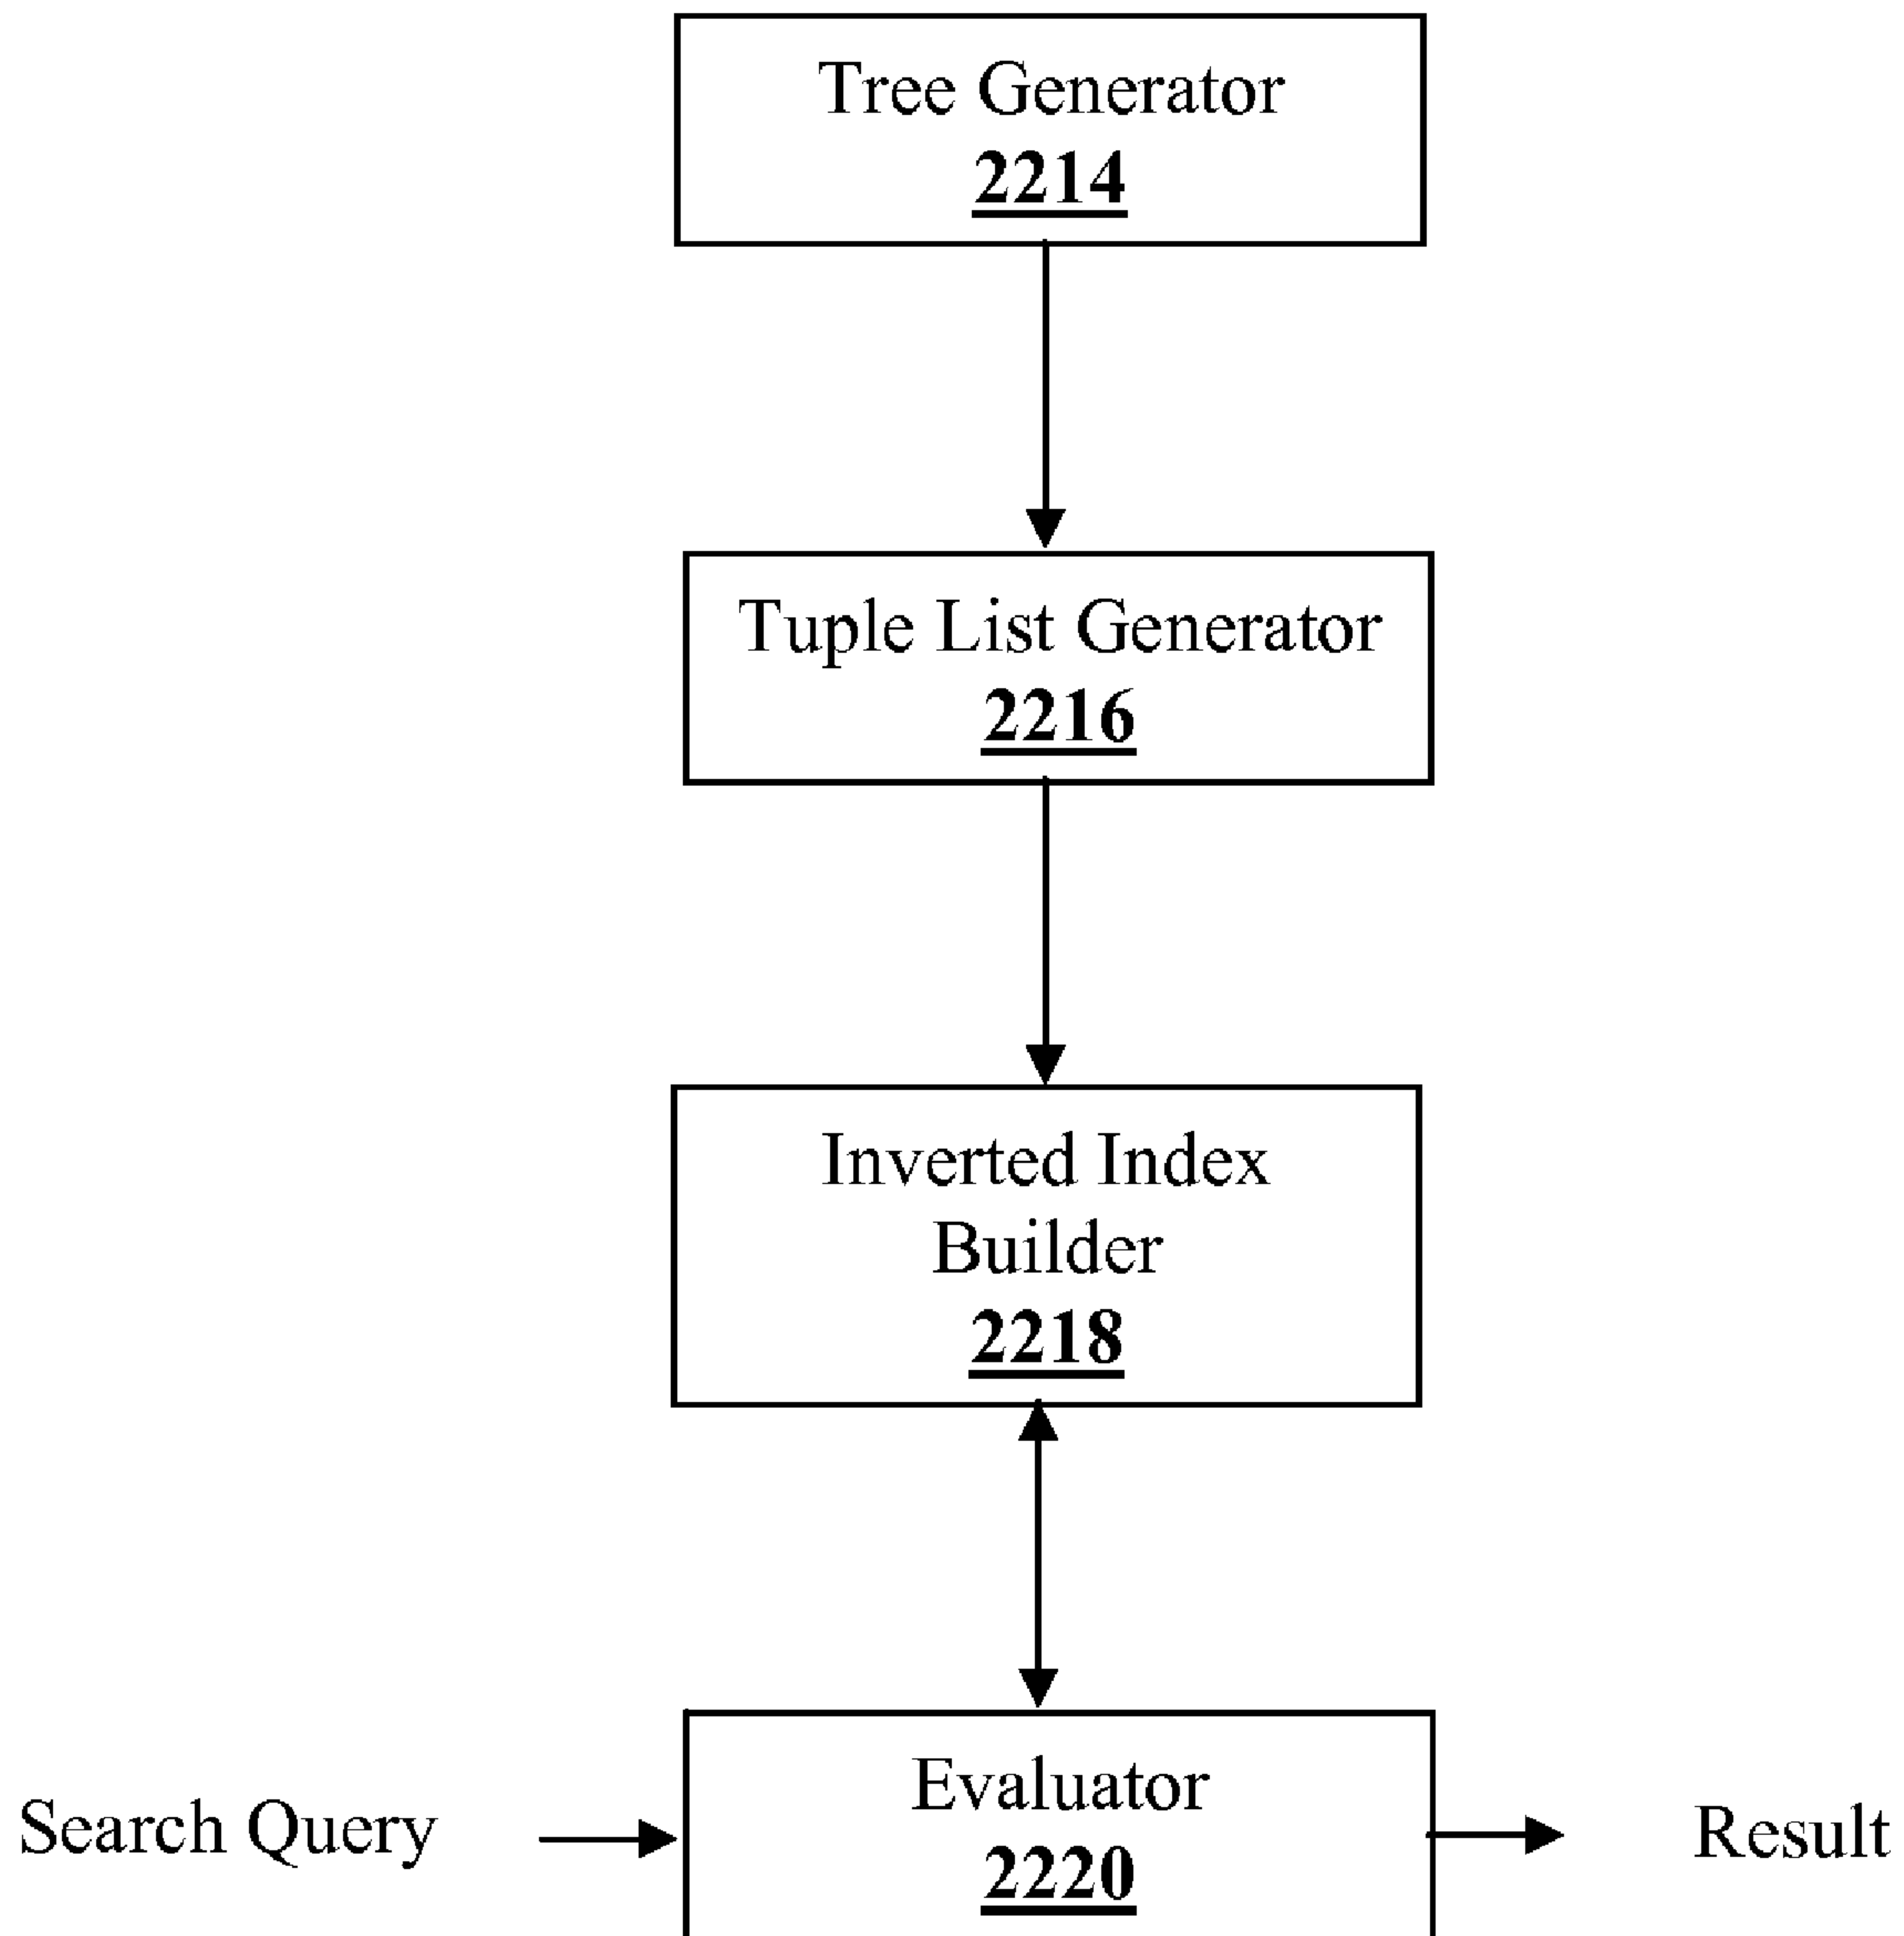 Tree Generator
2214
Tuple List Generator
2216
Inverted Index
Builder
2218
Evaluator
2220
Search Query
Result